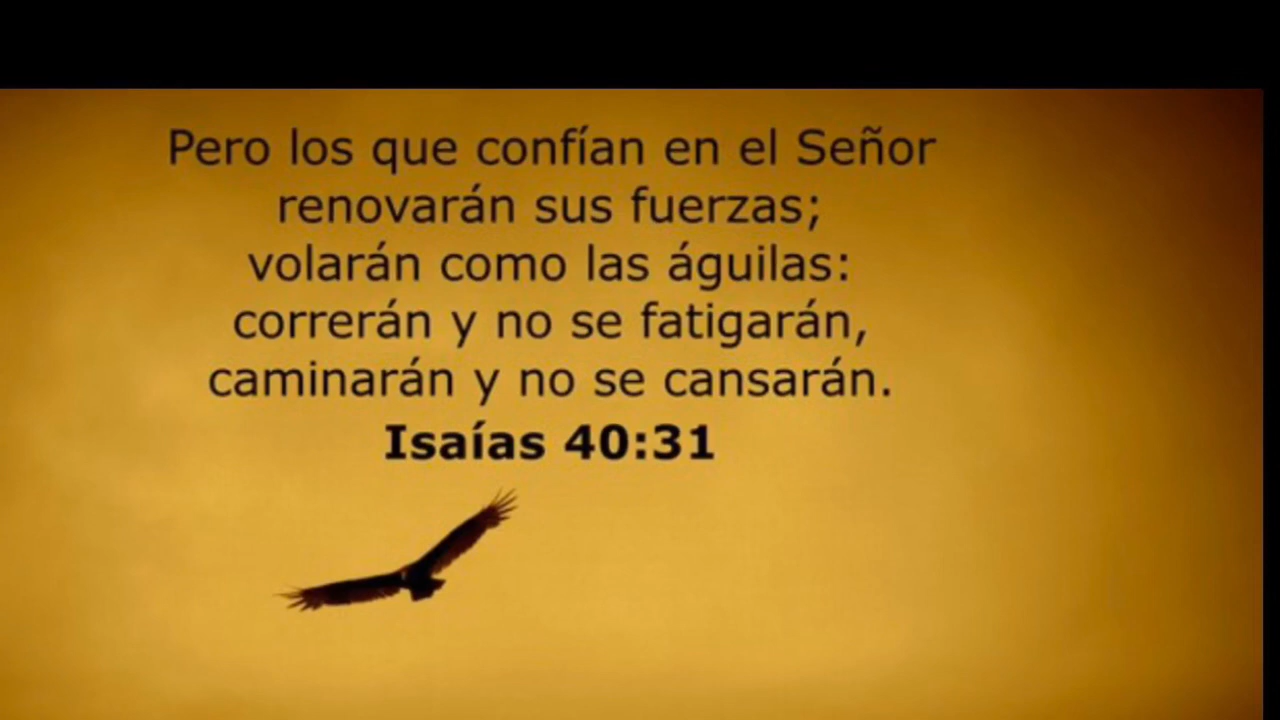 Pero los que confían en el Señor
renovarán sus fuerzas;
volarán como las águilas:
correrán y no se fatigarán,
caminarán y no se cansarán.
Isaías 40:31